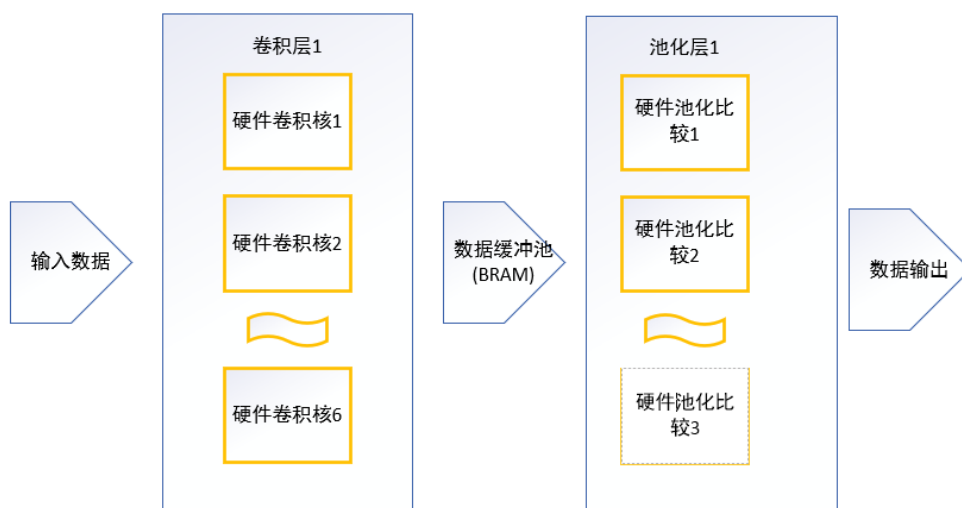 卷积层1
硬件卷积核1
硬件卷积核2
硬件卷积核6
输入数据
数据缓冲池
(BRAM)
池化层1
硬件池化比
较1
硬件池化比
较2
硬件池化比
较3
数据输出